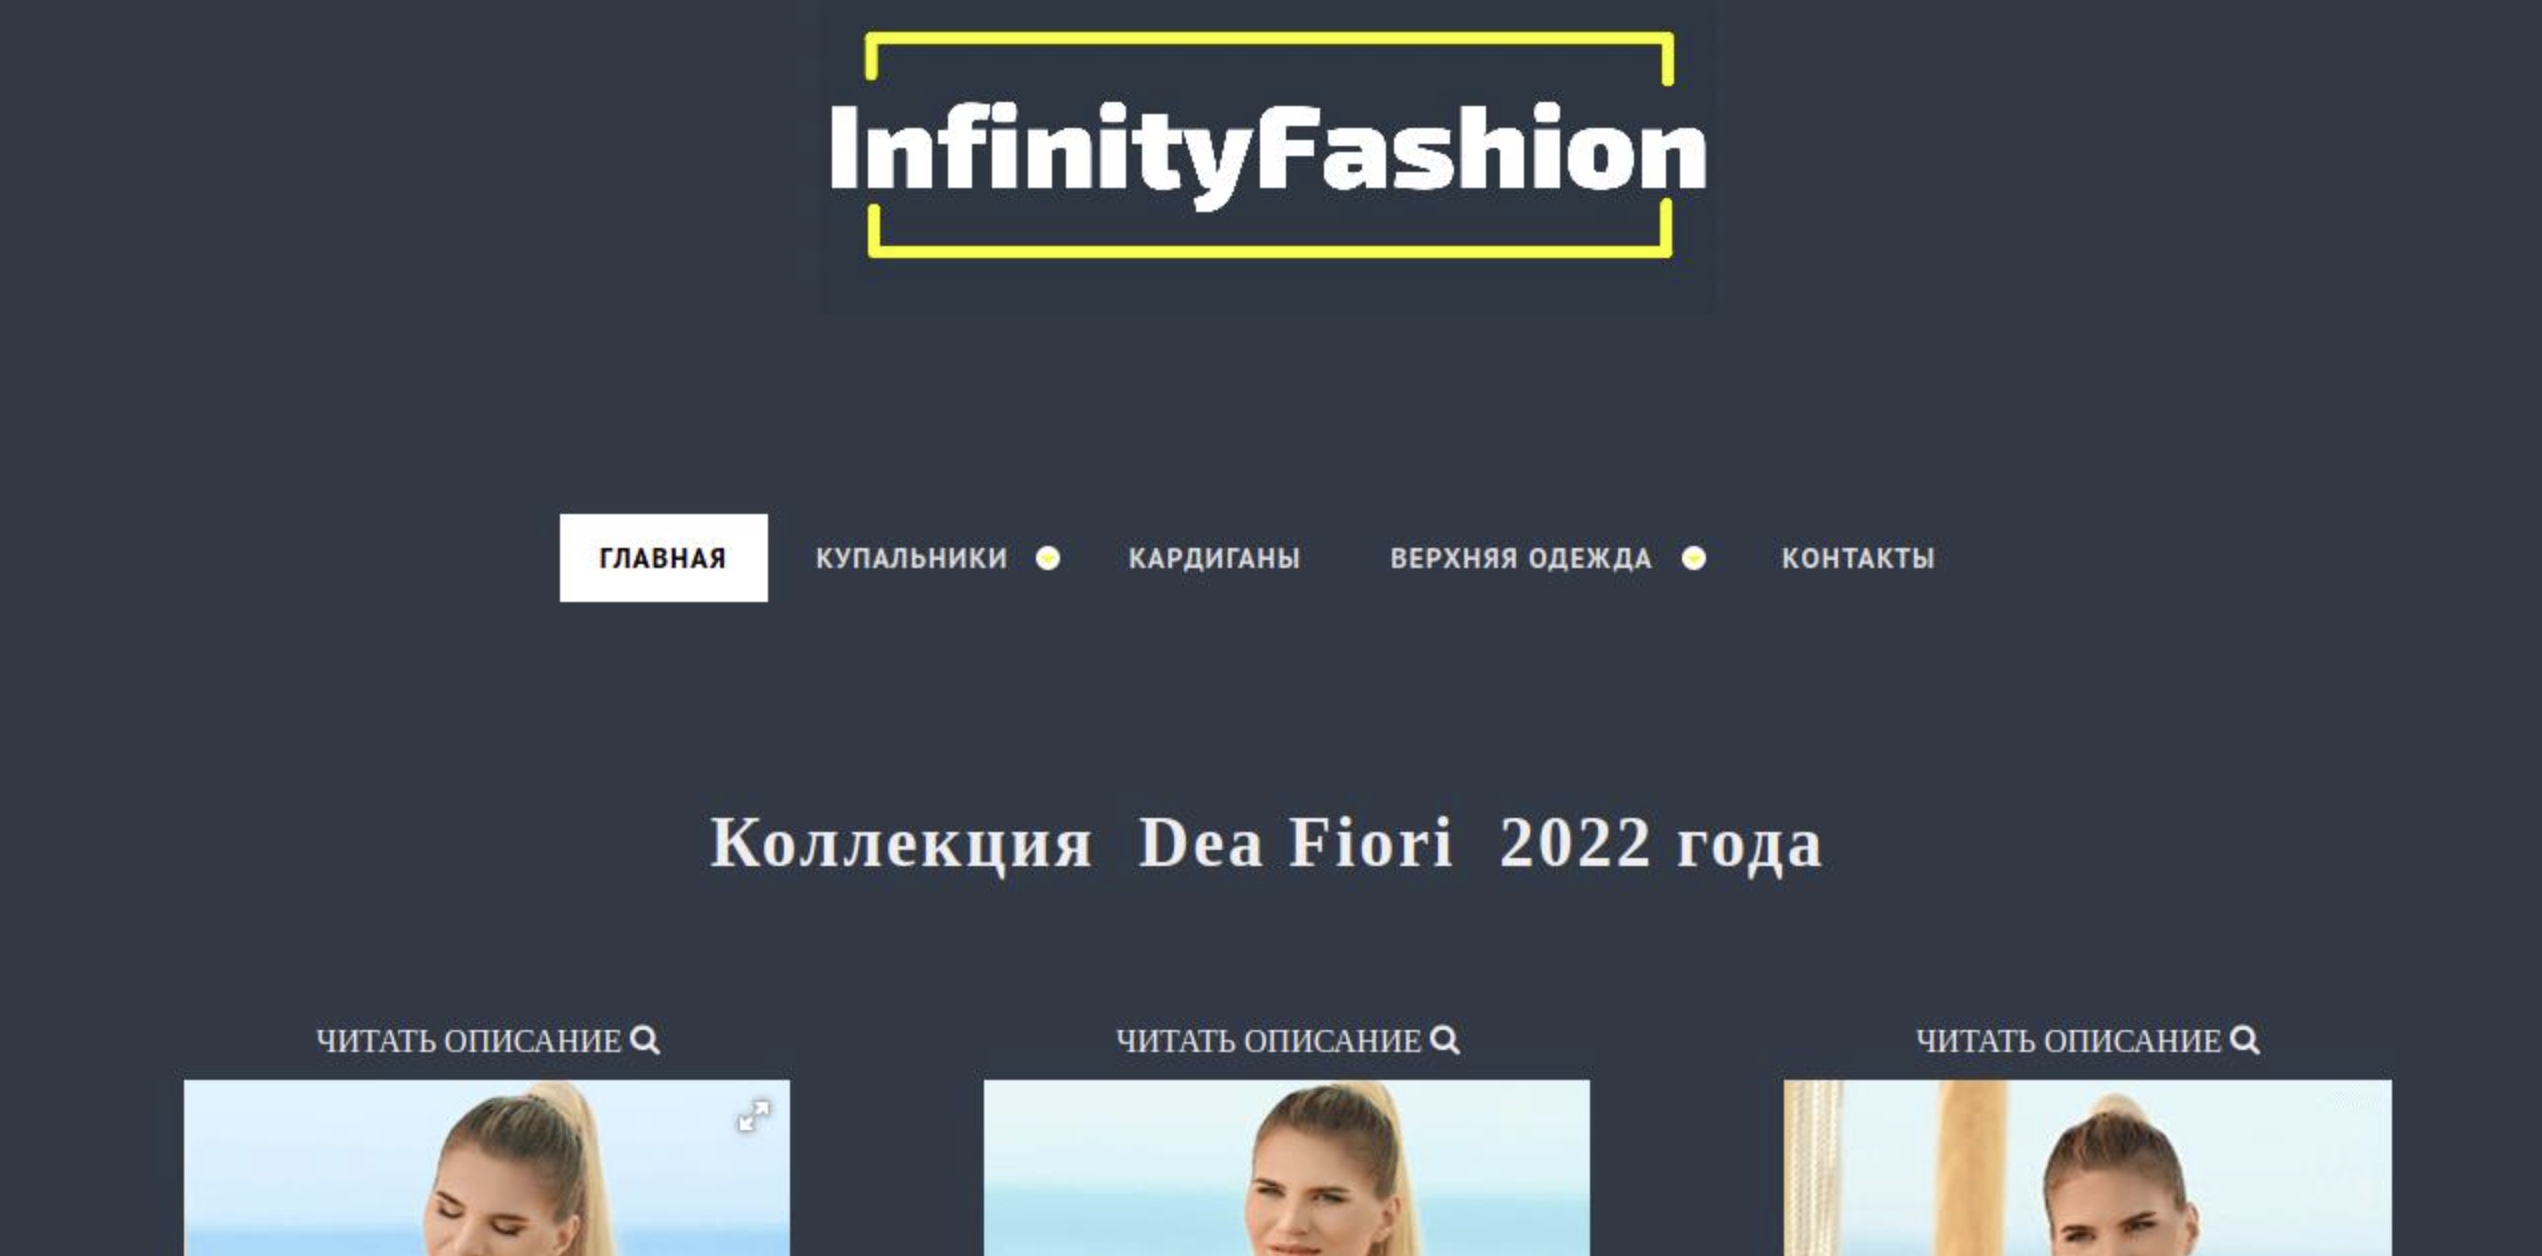 InfinityFashion
ГЛАВНАЯ КУПАЛЬНИКИ КАРДИГАНЫ ВЕРХНЯЯ ОДЕЖДА КОНТАКТЫ
Коллекция Dea Fiori 2022 года
ЧИТАТЬ ОПИСАНИЕ ЧИТАТЬ ОПИСАНИЕ ЧИТАТЬ ОПИСАНИЕ